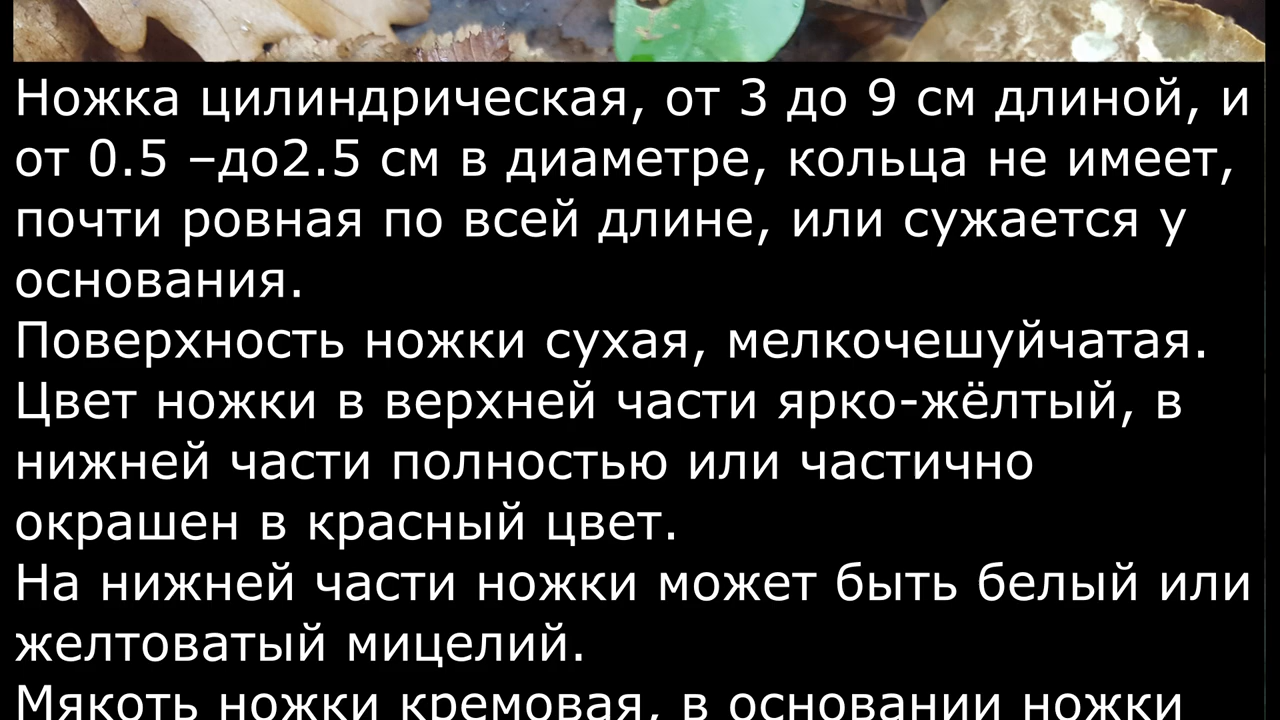 Ножка цилиндрическая, от 3 до 9 см длиной, и
от 0.5 –до2.5 см в диаметре, кольца не имеет,
почти ровная по всей длине, или сужается у
основания.
Поверхность ножки сухая, мелкочешуйчатая.
Цвет ножки в верхней части ярко-жёлтый, в
нижней части полностью или частично
окрашен в красный цвет.
На нижней части ножки может быть белый или
желтоватый мицелий.
Мякоть ножки кремовая, в основании ножки